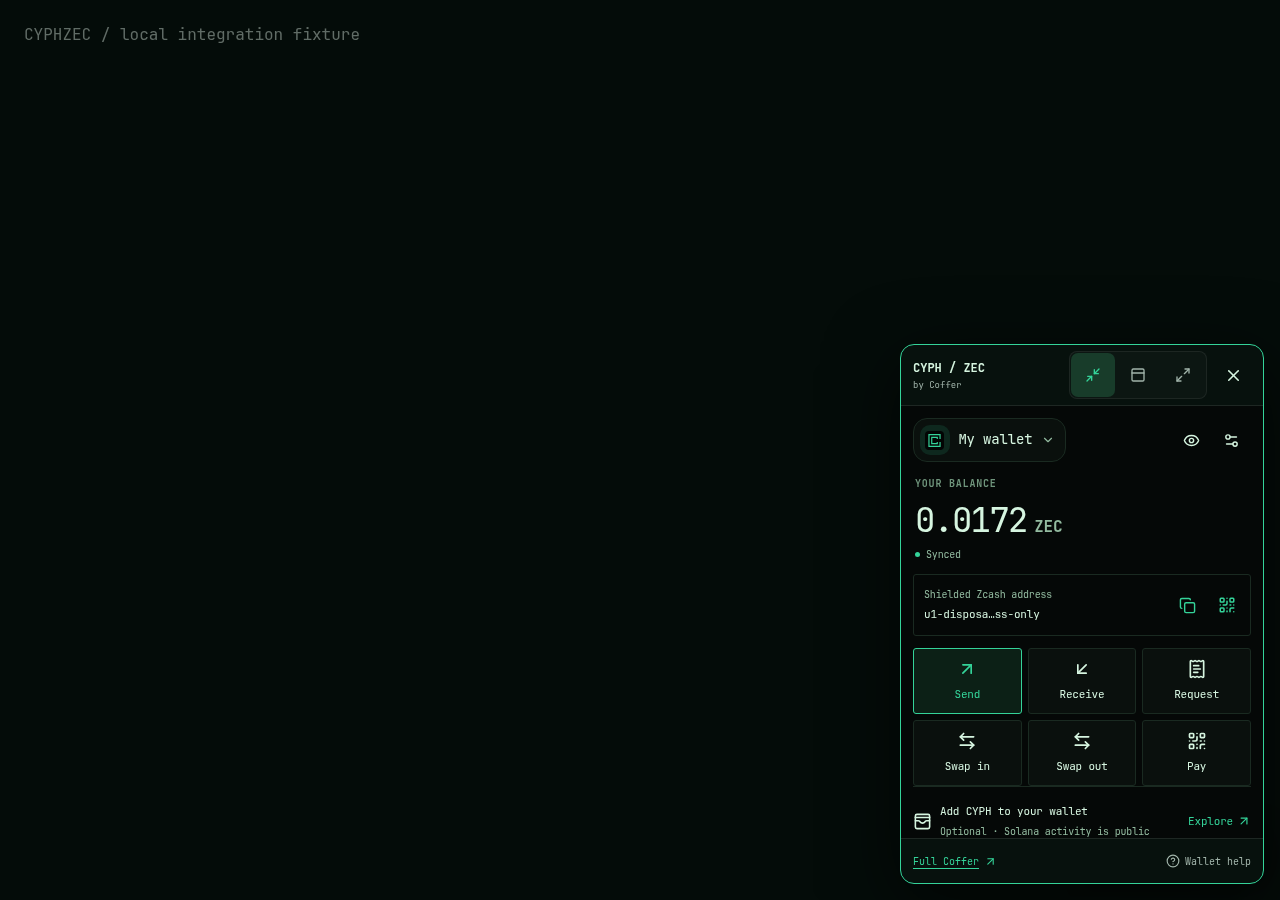 CYPHZEC / local integration fixture
CYPH / ZEC
by Coffer
My wallet
YOUR BALANCE
0.0172 ZEC
Synced
Shielded Zcash address
u1-disposa…ss-only
Send
Receive
Request
Swap in
Swap out
Pay
Add CYPH to your wallet
Optional · Solana activity is public
Explore
Full Coffer
Wallet help